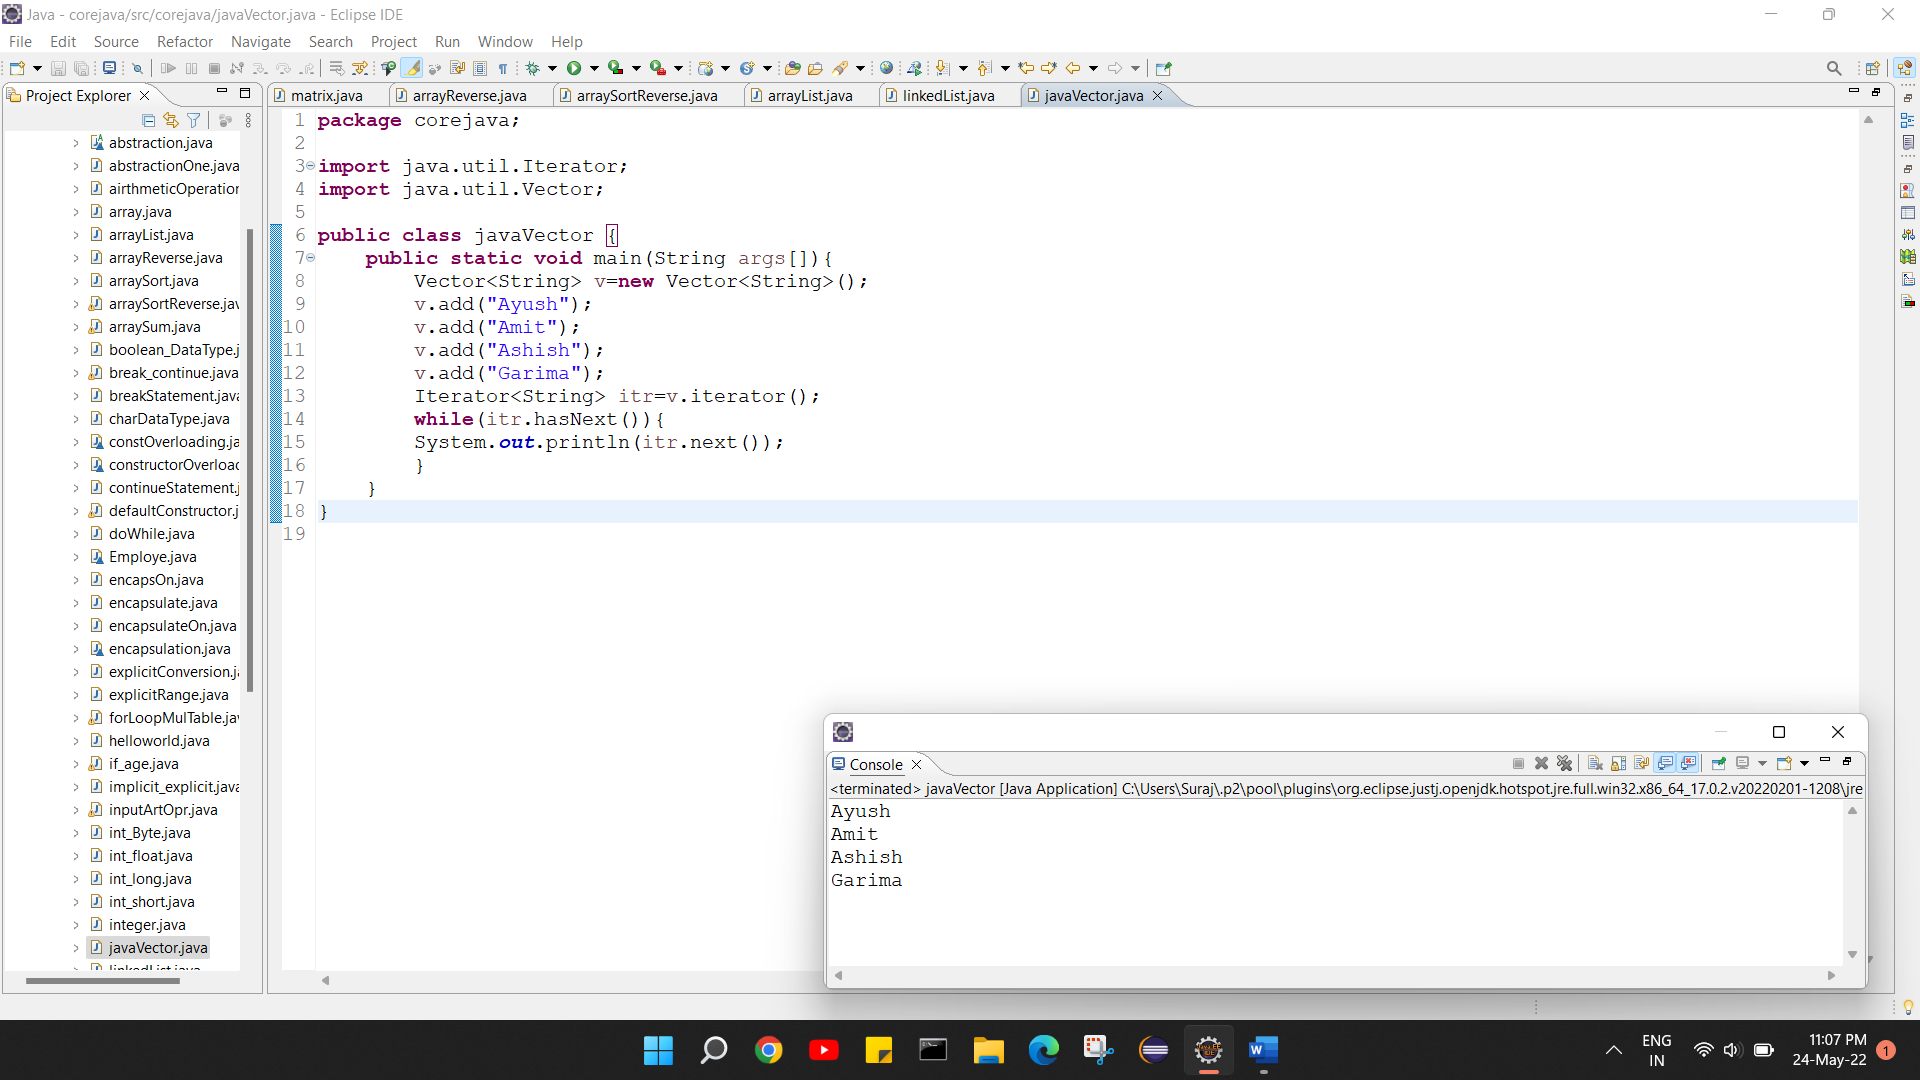 Java - corejava/src/corejava/javaVector.java - Eclipse IDE
File Edit Source Refactor Navigate Search Project Run Window Help
Project Explorer
matrix.java arrayReverse.java arraySortReverse.java arrayList.java linkedList.java javaVector.java
abstraction.java
abstractionOne.java
airthmeticOperation
array.java
arrayList.java
arrayReverse.java
arraySort.java
arraySortReverse.jav
arraySum.java
boolean_DataType.j
break_continue.java
breakStatement.java
charDataType.java
constOverloading.ja
constructorOverload
continueStatement.j
defaultConstructor.j
doWhile.java
Employe.java
encapsOn.java
encapsulate.java
encapsulateOn.java
encapsulation.java
explicitConversion.ja
explicitRange.java
forLoopMulTable.jav
helloworld.java
if_age.java
implicit_explicit.java
inputArtOpr.java
int_Byte.java
int_float.java
int_long.java
int_short.java
integer.java
javaVector.java
linkedList.java
1 package corejava;
2
3 import java.util.Iterator;
4 import java.util.Vector;
5
6 public class javaVector {
7 public static void main(String args[]){
8 Vector<String> v=new Vector<String>();
9 v.add("Ayush");
10 v.add("Amit");
11 v.add("Ashish");
12 v.add("Garima");
13 Iterator<String> itr=v.iterator();
14 while(itr.hasNext()){
15 System.out.println(itr.next());
16 }
17 }
18 }
19
Console
<terminated> javaVector [Java Application] C:\Users\Suraj\.p2\pool\plugins\org.eclipse.justj.openjdk.hotspot.jre.full.win32.x86_64_17.0.2.v20220201-1208\jre
Ayush
Amit
Ashish
Garima
ENG
IN
11:07 PM
24-May-22
1